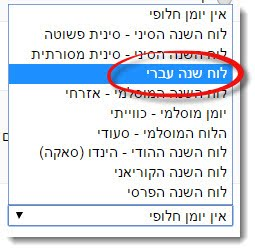 אין יומן חלופי
לוח השנה הסיני - סינית פשוטה
לוח השנה הסיני - סינית מסורתית
לוח שנה עברי
לוח השנה המוסלמי - אזרחי
יומן מוסלמי - כווייתי
הלוח המוסלמי - סעודי
לוח השנה ההודי - הינדו (סאקה)
לוח השנה הקוריאני
לוח השנה הפרסי
אין יומן חלופי